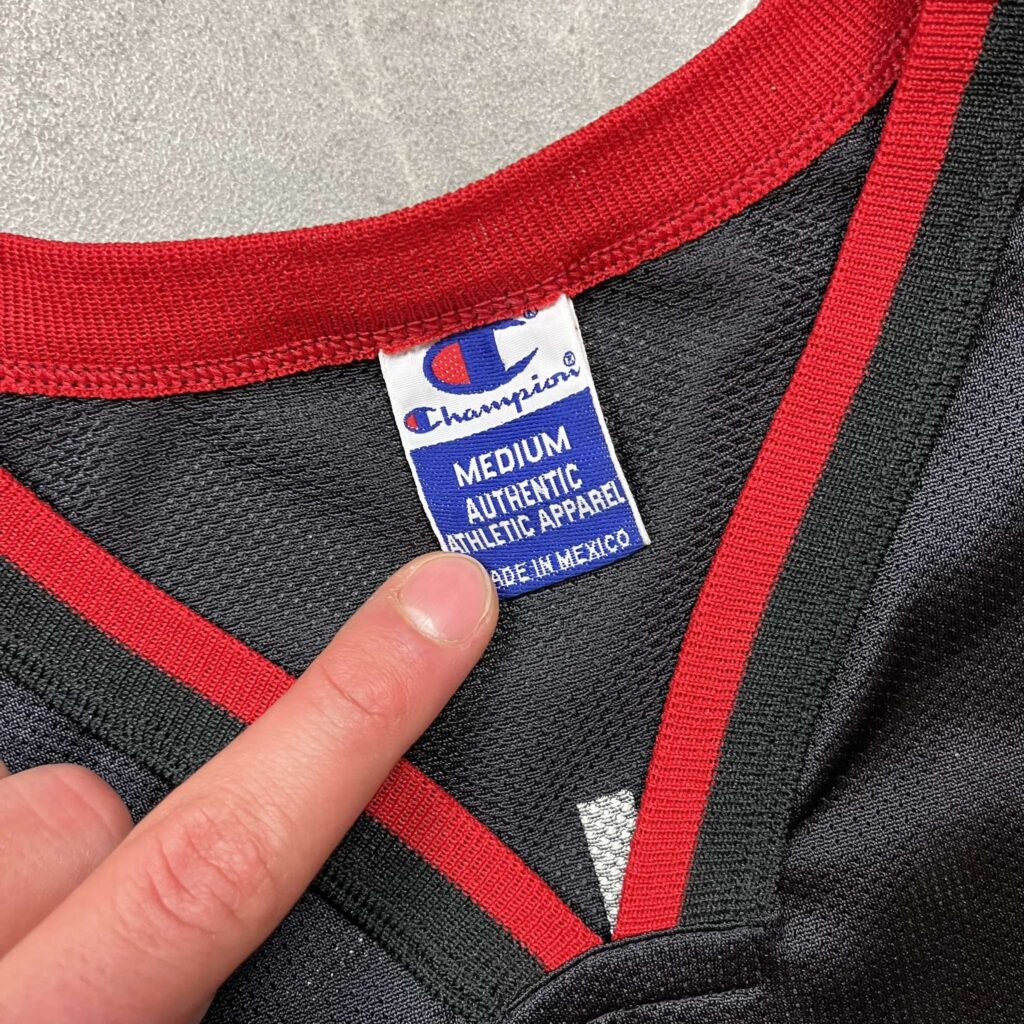 Champion®
MEDIUM
AUTHENTIC
ATHLETIC APPAREL
ADE IN MEXICO